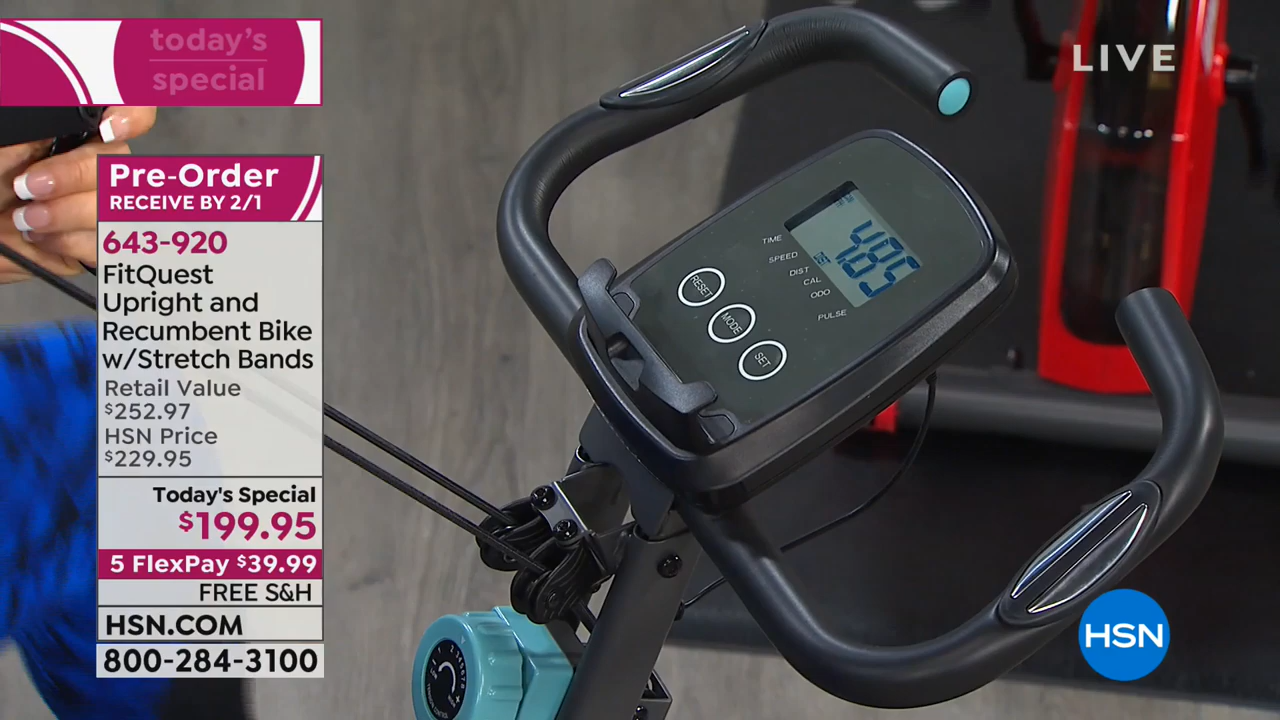 today's
special
LIVE
Pre-Order
RECEIVE BY 2/1
643-920
FitQuest
Upright and
Recumbent Bike
w/Stretch Bands
Retail Value
$252.97
HSN Price
$229.95
Today's Special
$199.95
5 FlexPay $39.99
FREE S&H
HSN.COM
800-284-3100
TIME
SPEED
DIST
CAL
ODO
PULSE
RESET
MODE
SET
HSN